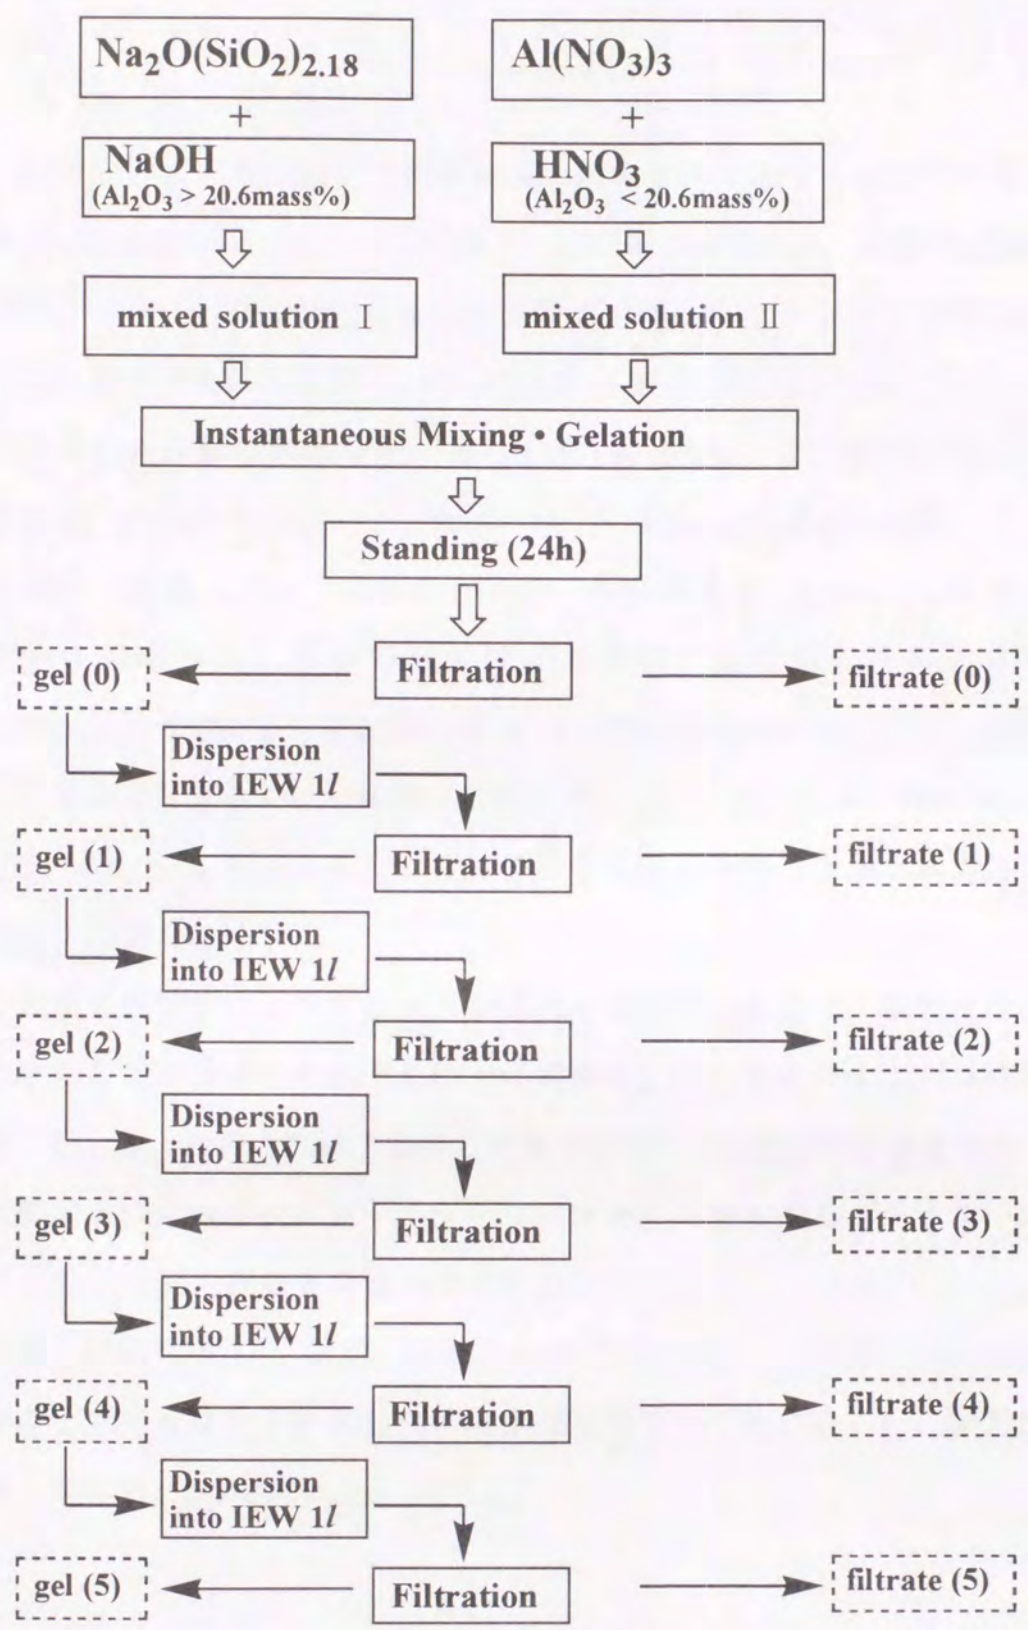 Na2O(SiO2)2.18
+
NaOH
(Al2O3 > 20.6mass%)
mixed solution Ⅰ
Al(NO3)3
+
HNO3
(Al2O3 < 20.6mass%)
mixed solution Ⅱ
Instantaneous Mixing • Gelation
Standing (24h)
gel (0)
Filtration
filtrate (0)
Dispersion
into IEW 1l
gel (1)
Filtration
filtrate (1)
Dispersion
into IEW 1l
gel (2)
Filtration
filtrate (2)
Dispersion
into IEW 1l
gel (3)
Filtration
filtrate (3)
Dispersion
into IEW 1l
gel (4)
Filtration
filtrate (4)
Dispersion
into IEW 1l
gel (5)
Filtration
filtrate (5)